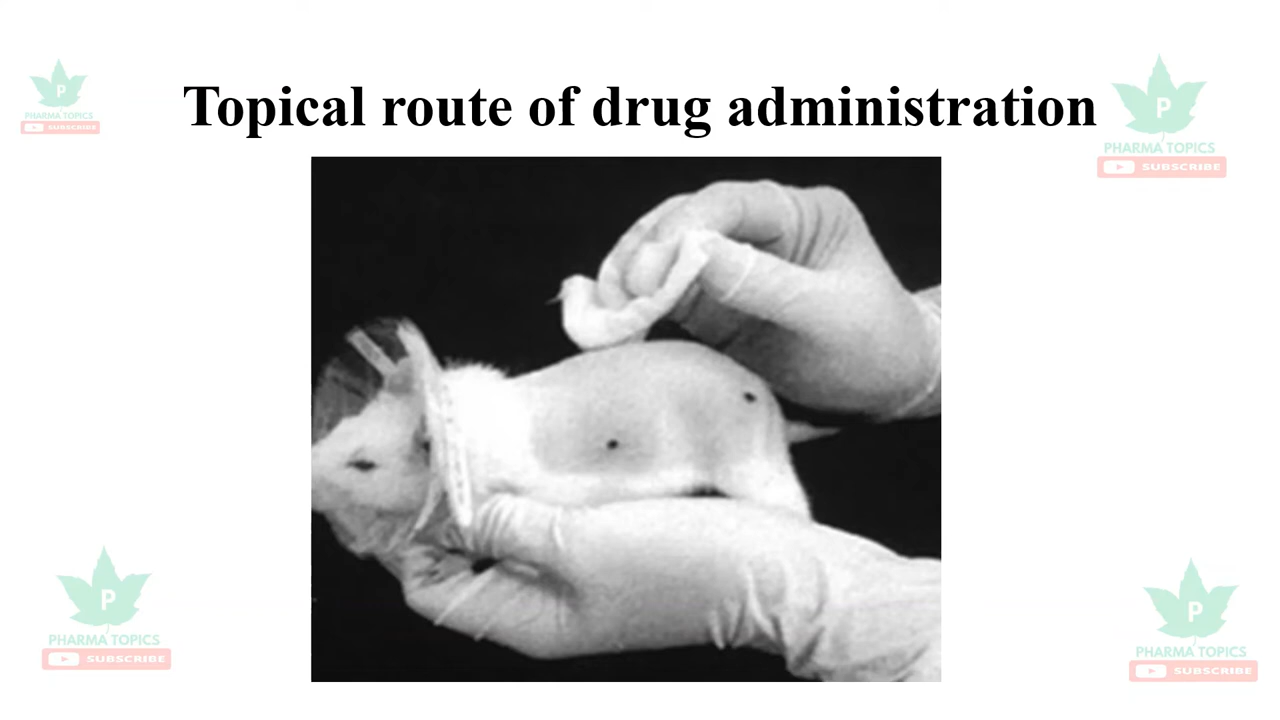 Topical route of drug administration
P
PHARMA TOPICS
SUBSCRIBE
P
PHARMA TOPICS
SUBSCRIBE
P
PHARMA TOPICS
SUBSCRIBE
P
PHARMA TOPICS
SUBSCRIBE